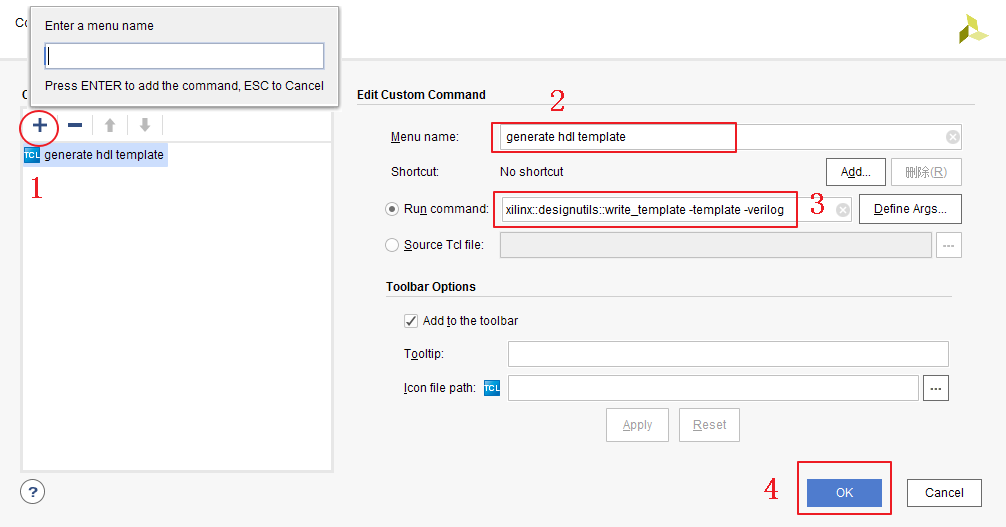 Co
Enter a menu name
Press ENTER to add the command, ESC to Cancel
1
TCL generate hdl template
Edit Custom Command
2
Menu name: generate hdl template
Shortcut: No shortcut Add... 刪除(R)
Run command: xilinx::designutils::write_template -template -verilog 3 Define Args...
Source Tcl file: ...
Toolbar Options
Add to the toolbar
Tooltip:
Icon file path: TCL ...
Apply Reset
? 4 OK Cancel